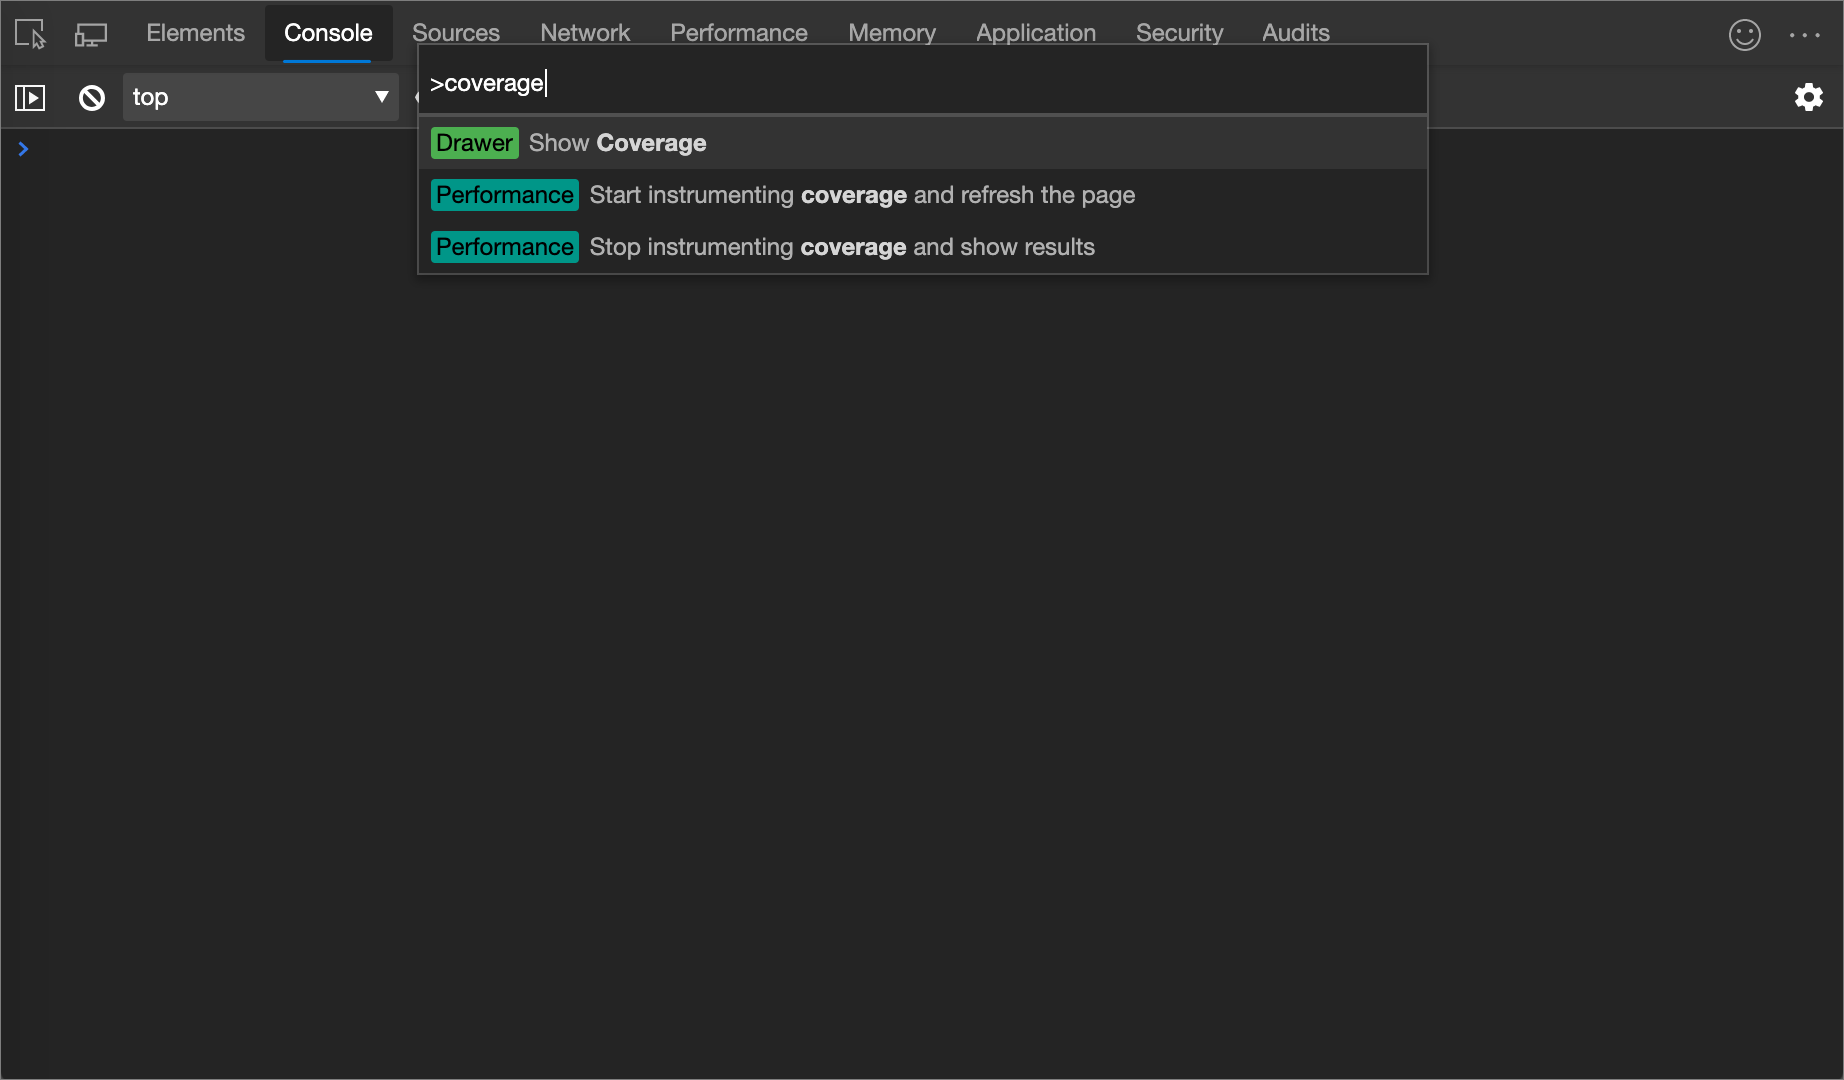 Elements Console Sources Network Performance Memory Application Security Audits
top
>coverage
Drawer Show Coverage
Performance Start instrumenting coverage and refresh the page
Performance Stop instrumenting coverage and show results